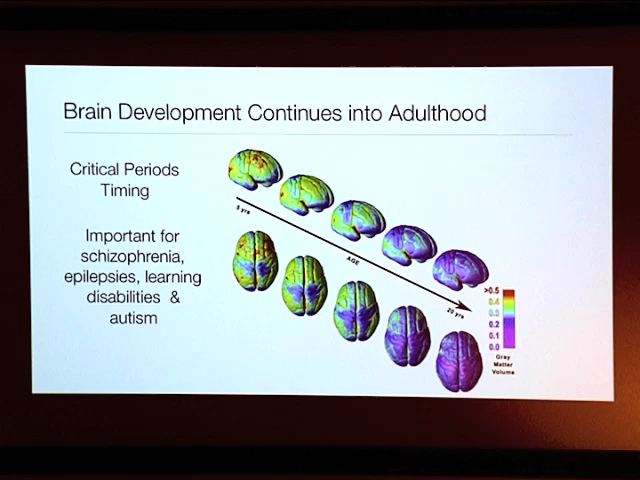 Brain Development Continues into Adulthood
Critical Periods
Timing
Important for
schizophrenia,
epilepsies, learning
disabilities &
autism
5 yrs
AGE
20 yrs
>0.5
0.4
0.3
0.2
0.1
0.0
Gray
Matter
Volume